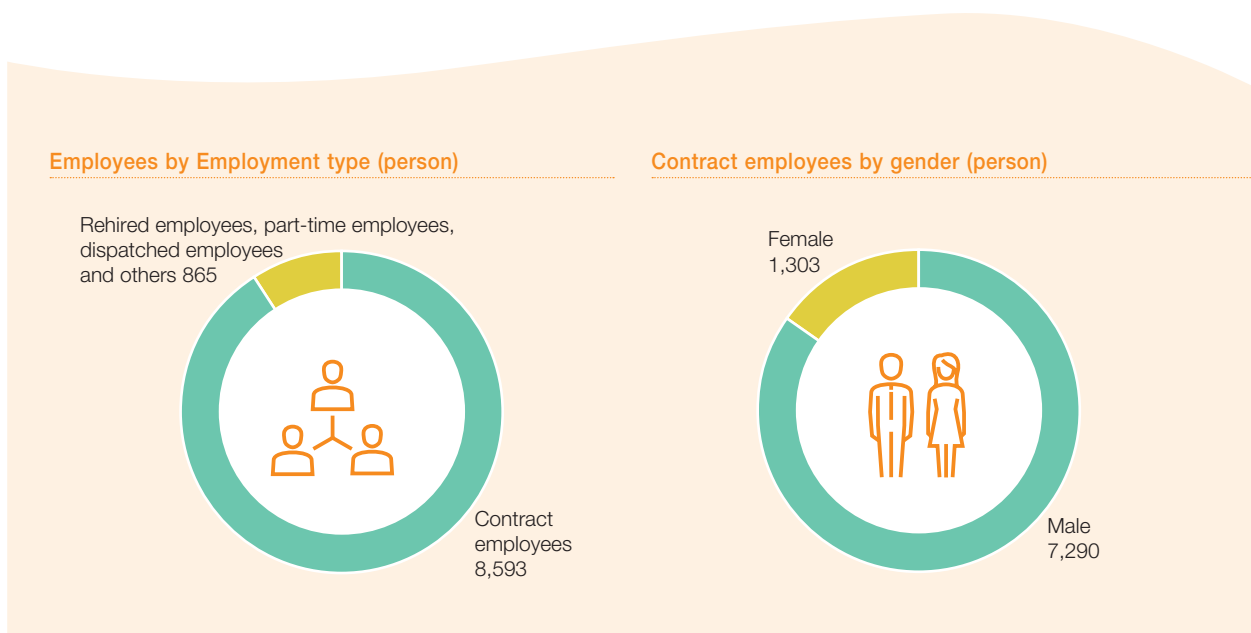 Employees by Employment type (person)
Rehired employees, part-time employees,
dispatched employees
and others 865
Contract
employees
8,593
Contract employees by gender (person)
Female
1,303
Male
7,290